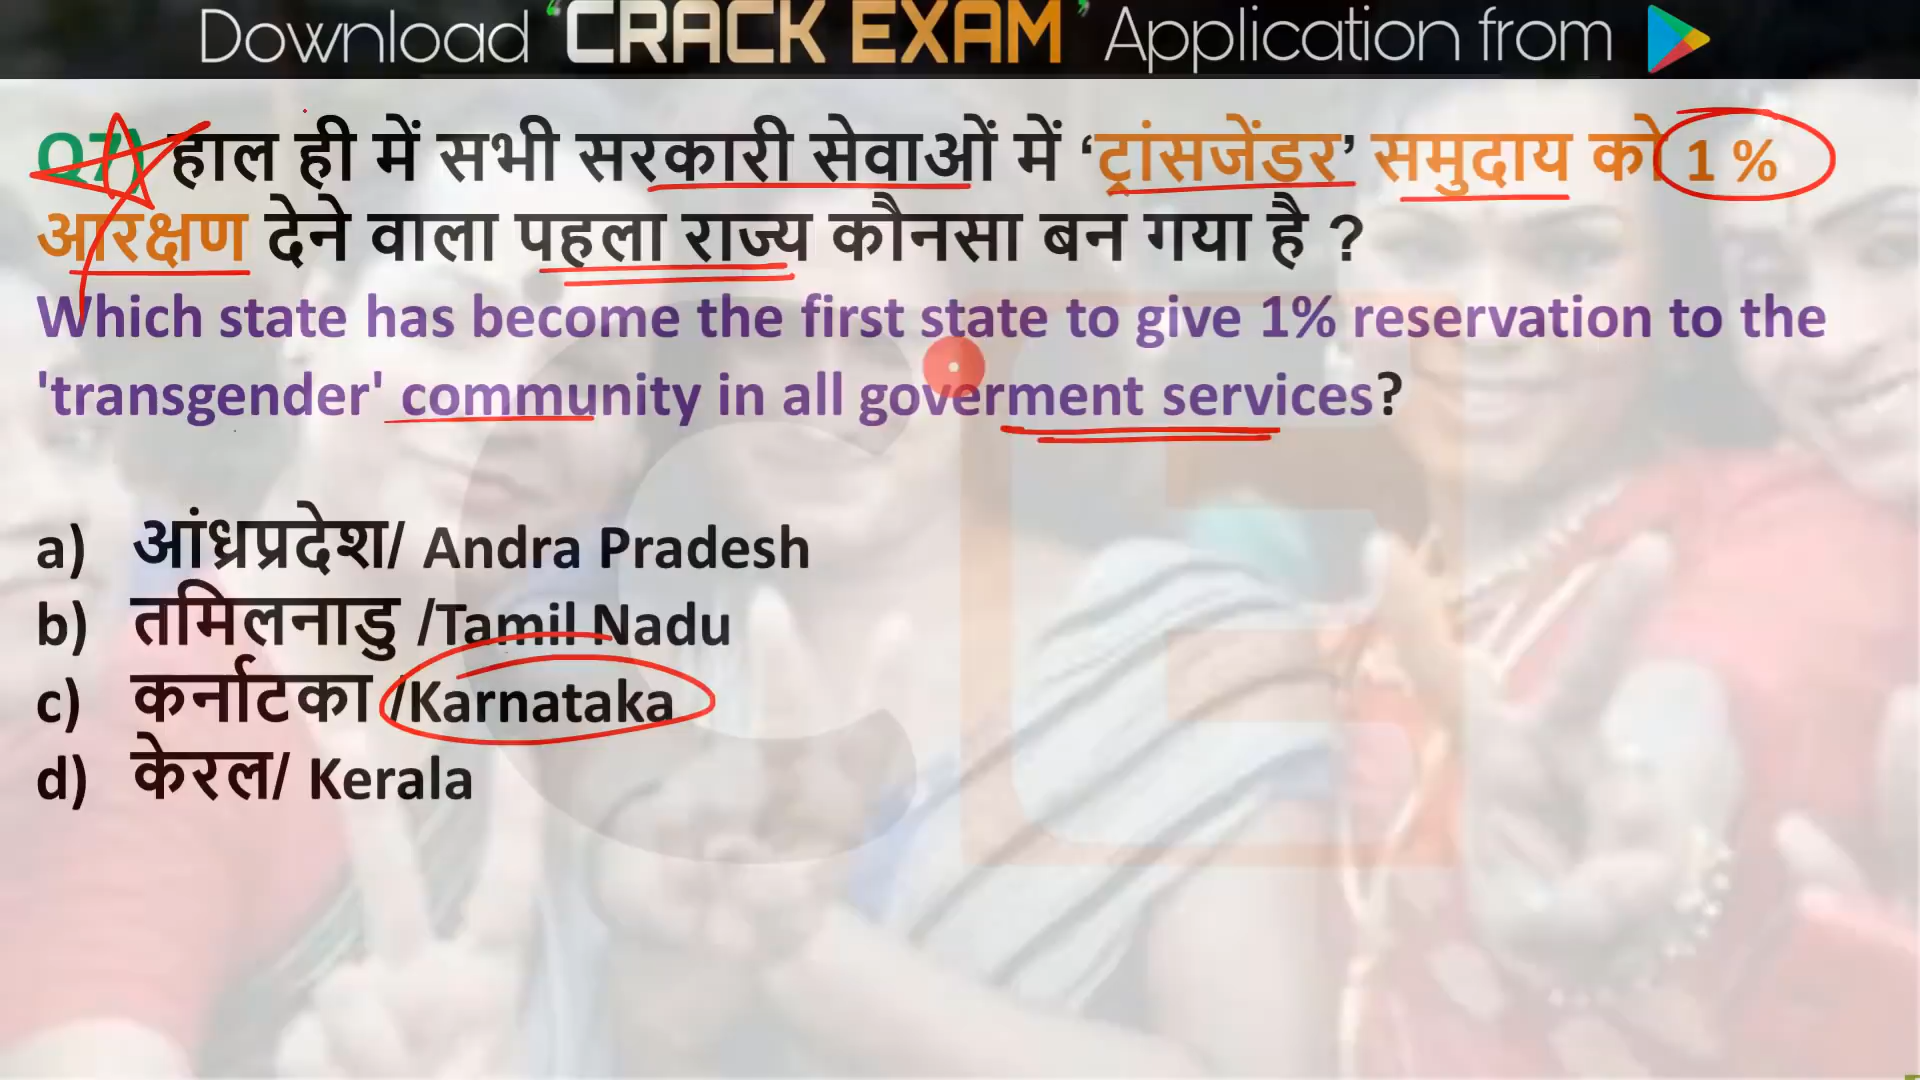 Download 'CRACK EXAM' Application from
Q7) हाल ही में सभी सरकारी सेवाओं में ‘ट्रांसजेंडर’ समुदाय को 1 %
आरक्षण देने वाला पहला राज्य कौनसा बन गया है ?
Which state has become the first state to give 1% reservation to the
'transgender' community in all goverment services?
a) आंध्रप्रदेश/ Andra Pradesh
b) तमिलनाडु /Tamil Nadu
c) कर्नाटका /Karnataka
d) केरल/ Kerala